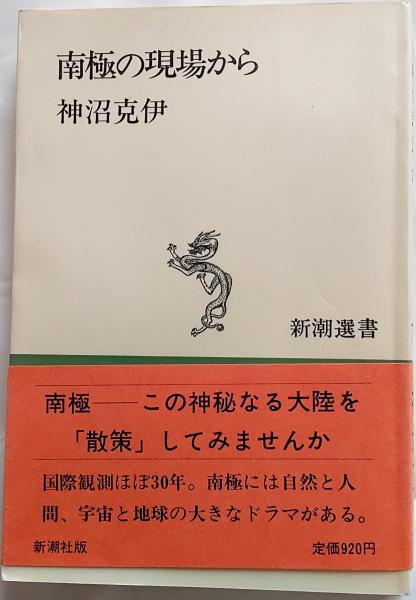 南極の現場から
神沼克伊
新潮選書
南極──この神秘なる大陸を
「散策」してみませんか
国際観測ほぼ30年。南極には自然と人
間、宇宙と地球の大きなドラマがある。
新潮社版
定価920円